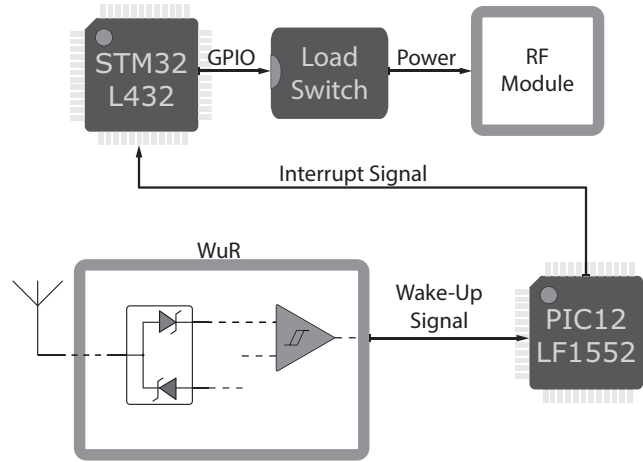 STM32
L432
GPIO
Load
Switch
Power
RF
Module
Interrupt Signal
WuR
Wake-Up
Signal
PIC12
LF1552